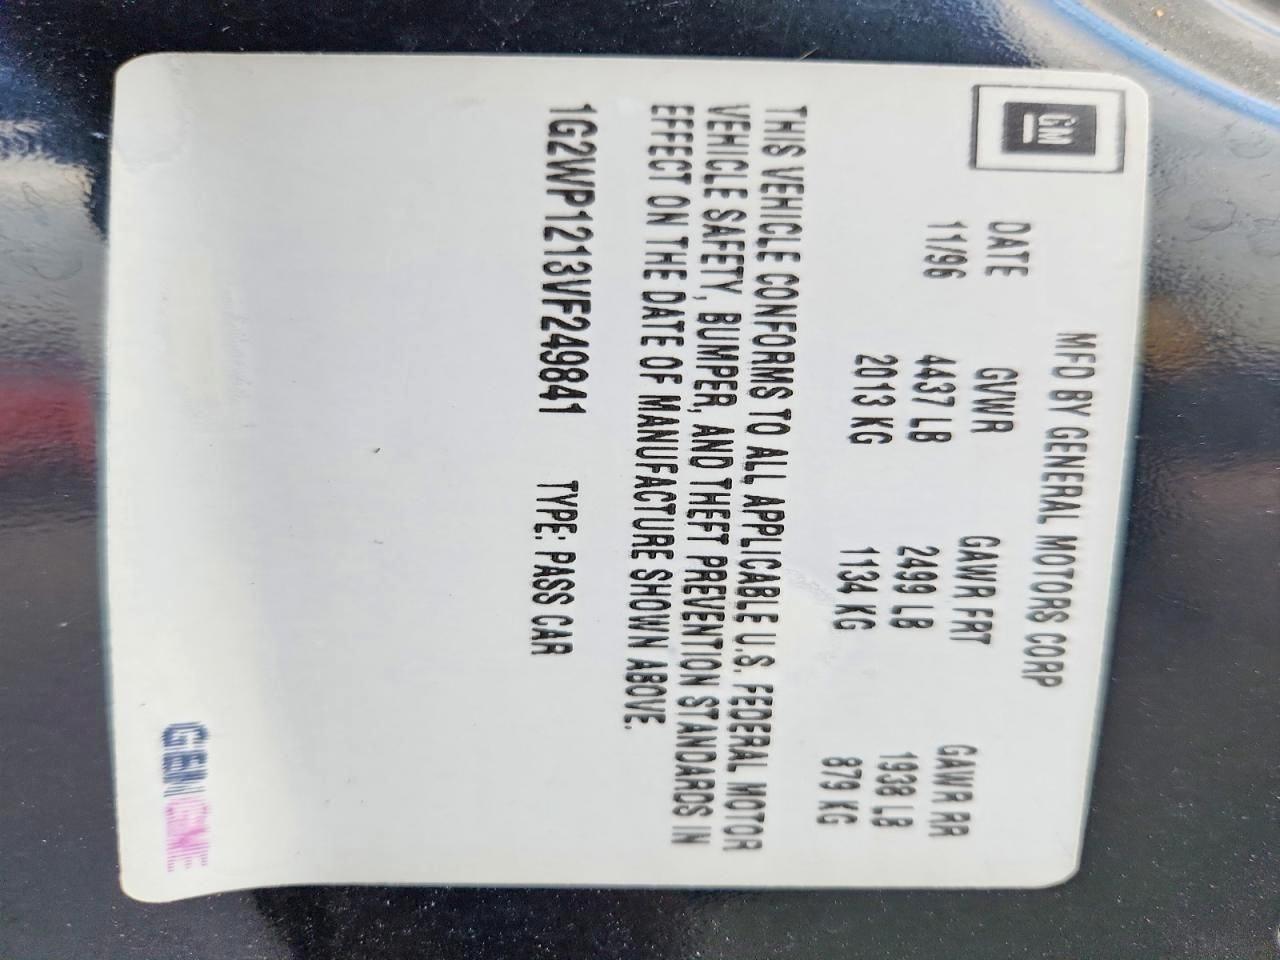 GM
MFD BY GENERAL MOTORS CORP
DATE GVWR GAWR FRT GAWR RR
11/96 4437 LB 2499 LB 1938 LB
2013 KG 1134 KG 879 KG
THIS VEHICLE CONFORMS TO ALL APPLICABLE U.S. FEDERAL MOTOR
VEHICLE SAFETY, BUMPER, AND THEFT PREVENTION STANDARDS IN
EFFECT ON THE DATE OF MANUFACTURE SHOWN ABOVE.
1G2WP1213VF249841 TYPE: PASS CAR